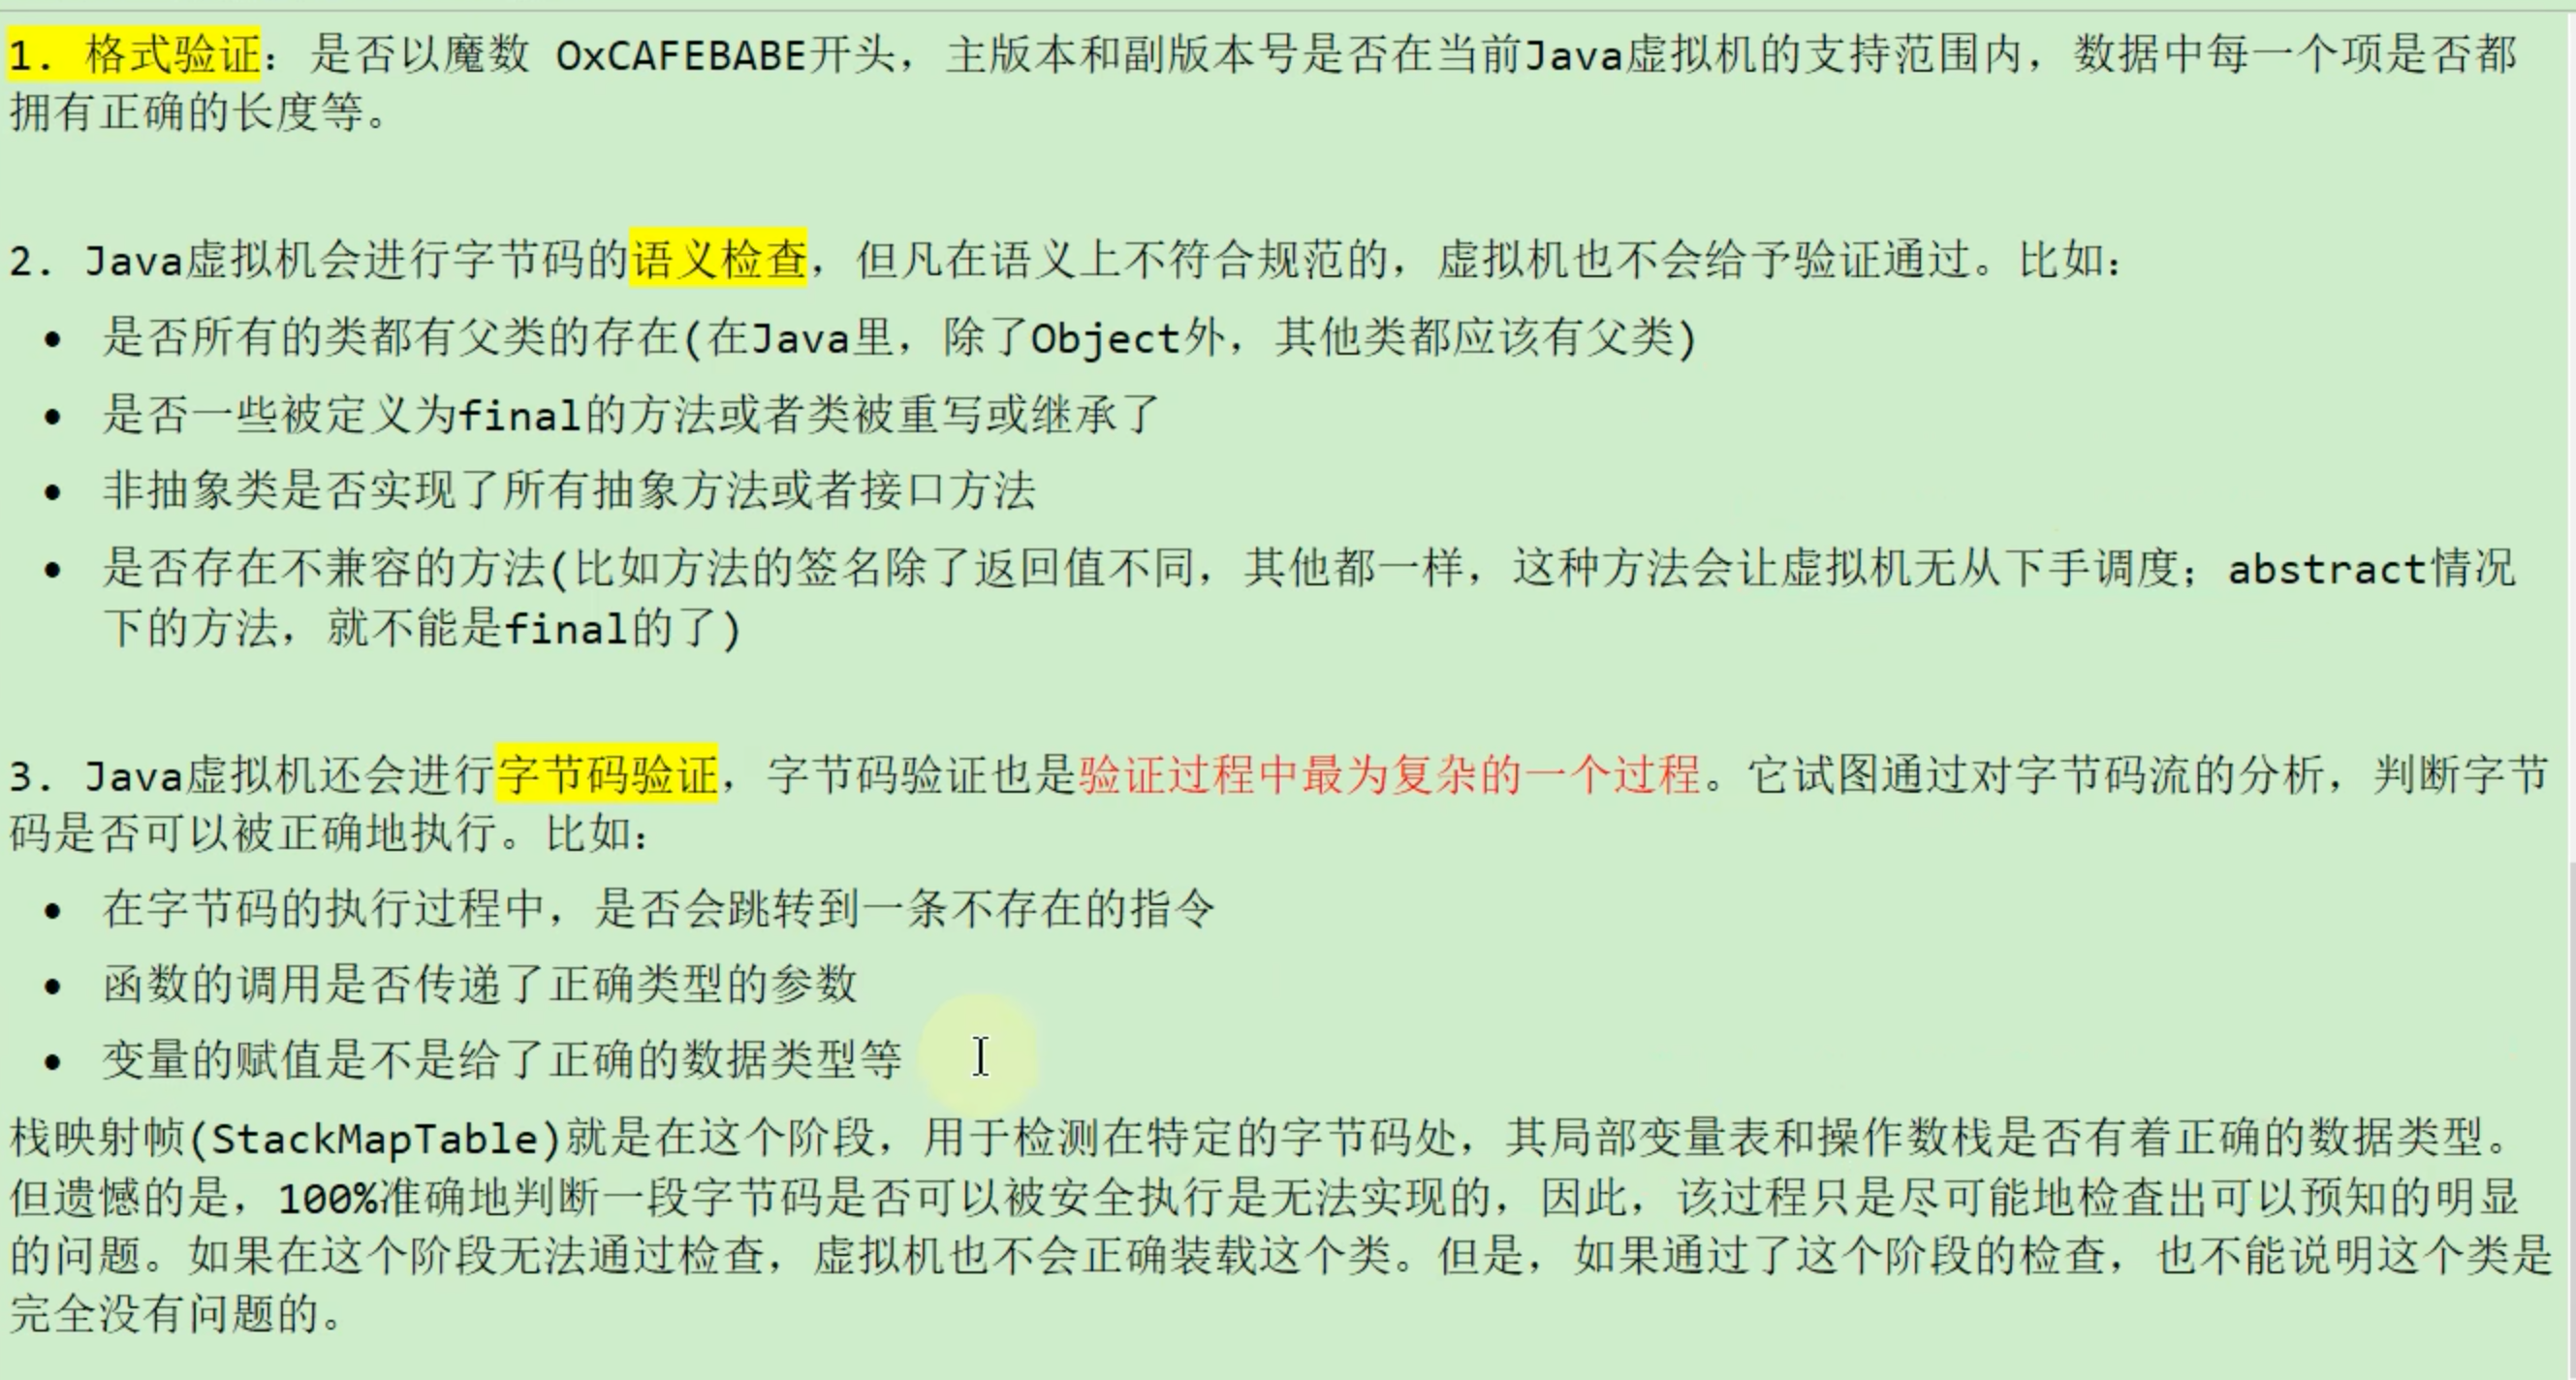 1. 格式验证：是否以魔数 0xCAFEBABE开头，主版本和副版本号是否在当前Java虚拟机的支持范围内，数据中每一个项是否都
拥有正确的长度等。
2. Java虚拟机会进行字节码的语义检查，但凡在语义上不符合规范的，虚拟机也不会给予验证通过。比如：
• 是否所有的类都有父类的存在(在Java里，除了Object外，其他类都应该有父类)
• 是否一些被定义为final的方法或者类被重写或继承了
• 非抽象类是否实现了所有抽象方法或者接口方法
• 是否存在不兼容的方法(比如方法的签名除了返回值不同，其他都一样，这种方法会让虚拟机无从下手调度；abstract情况
下的方法，就不能是final的了)
3. Java虚拟机还会进行字节码验证，字节码验证也是验证过程中最为复杂的一个过程。它试图通过对字节码流的分析，判断字节
码是否可以被正确地执行。比如：
• 在字节码的执行过程中，是否会跳转到一条不存在的指令
• 函数的调用是否传递了正确类型的参数
• 变量的赋值是不是给了正确的数据类型等
栈映射帧(StackMapTable)就是在这个阶段，用于检测在特定的字节码处，其局部变量表和操作数栈是否有着正确的数据类型。
但遗憾的是，100%准确地判断一段字节码是否可以被安全执行是无法实现的，因此，该过程只是尽可能地检查出可以预知的明显
的问题。如果在这个阶段无法通过检查，虚拟机也不会正确装载这个类。但是，如果通过了这个阶段的检查，也不能说明这个类是
完全没有问题的。